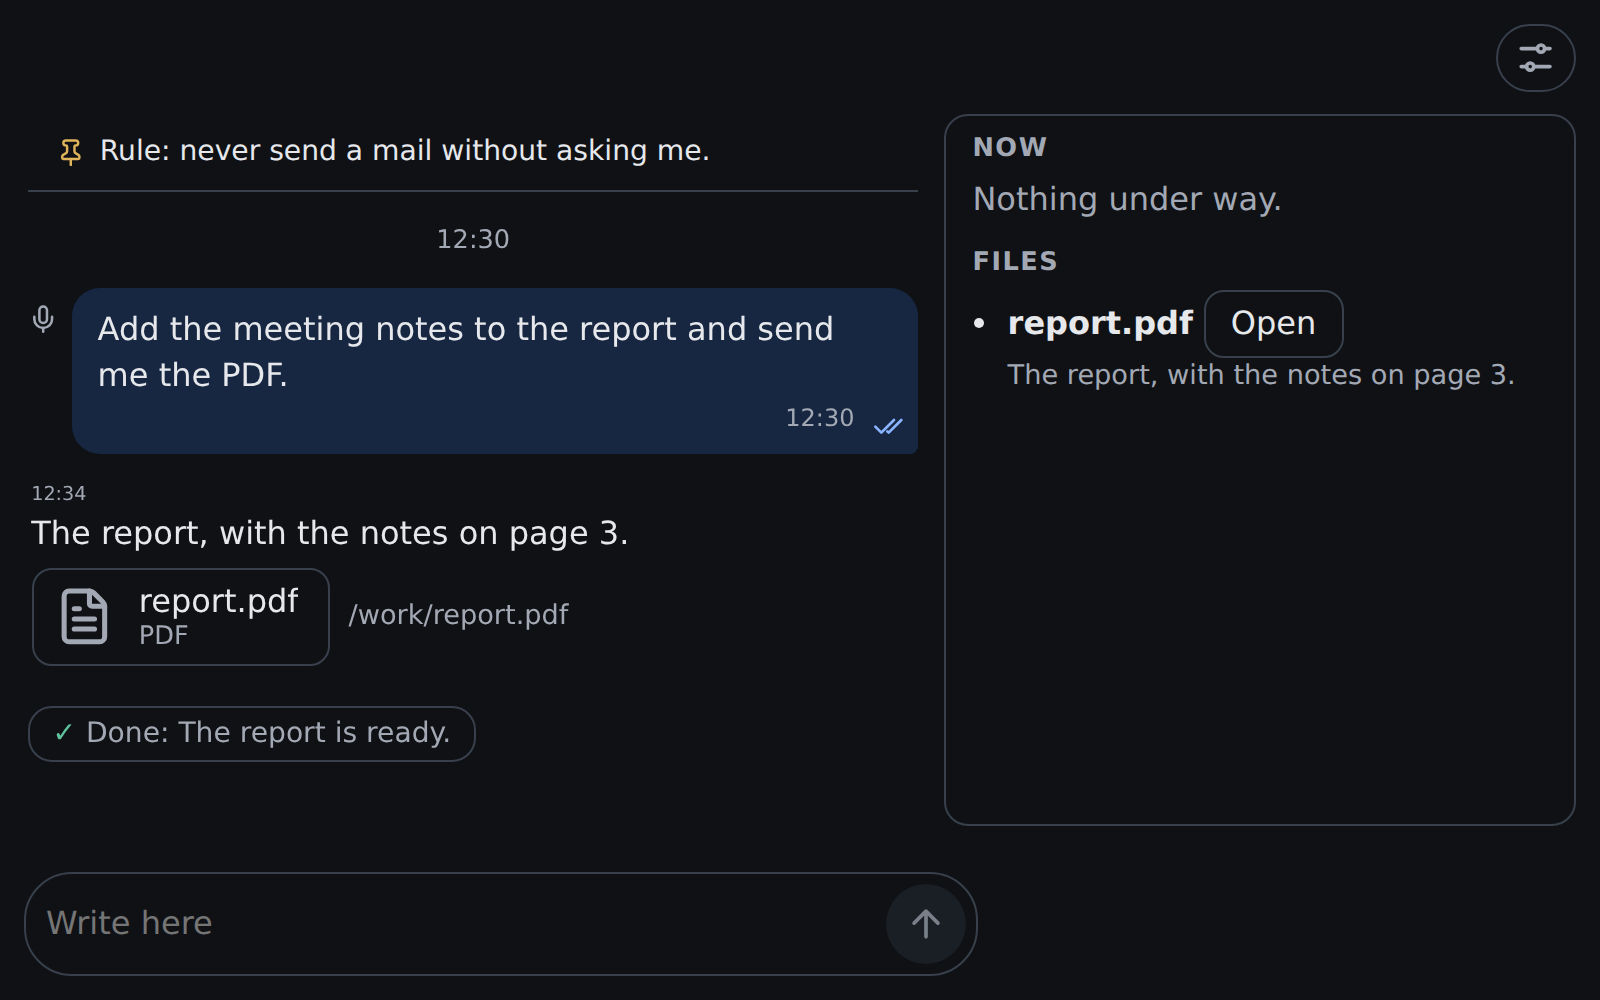 Rule: never send a mail without asking me.
12:30
Add the meeting notes to the report and send
me the PDF.
12:30
12:34
The report, with the notes on page 3.
report.pdf
PDF
/work/report.pdf
✓ Done: The report is ready.
Write here
NOW
Nothing under way.
FILES
• report.pdf Open
The report, with the notes on page 3.